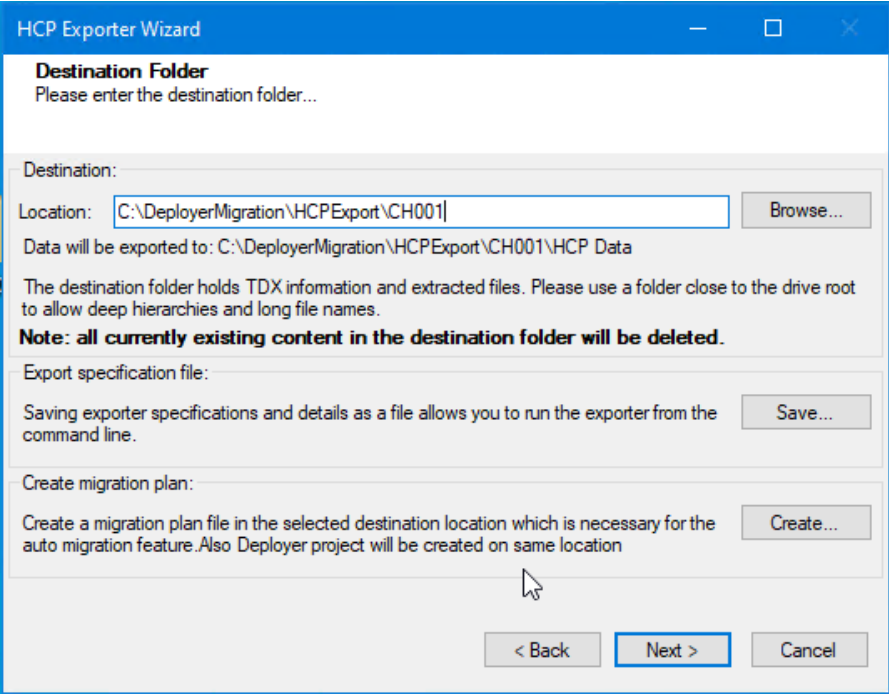 HCP Exporter Wizard
Destination Folder
Please enter the destination folder...
Destination:
Location: C:\DeployerMigration\HCPExport\CH001 Browse...
Data will be exported to: C:\DeployerMigration\HCPExport\CH001\HCP Data
The destination folder holds TDX information and extracted files. Please use a folder close to the drive root
to allow deep hierarchies and long file names.
Note: all currently existing content in the destination folder will be deleted.
Export specification file:
Saving exporter specifications and details as a file allows you to run the exporter from the
command line.
Save...
Create migration plan:
Create a migration plan file in the selected destination location which is necessary for the
auto migration feature.Also Deployer project will be created on same location
Create...
< Back Next > Cancel